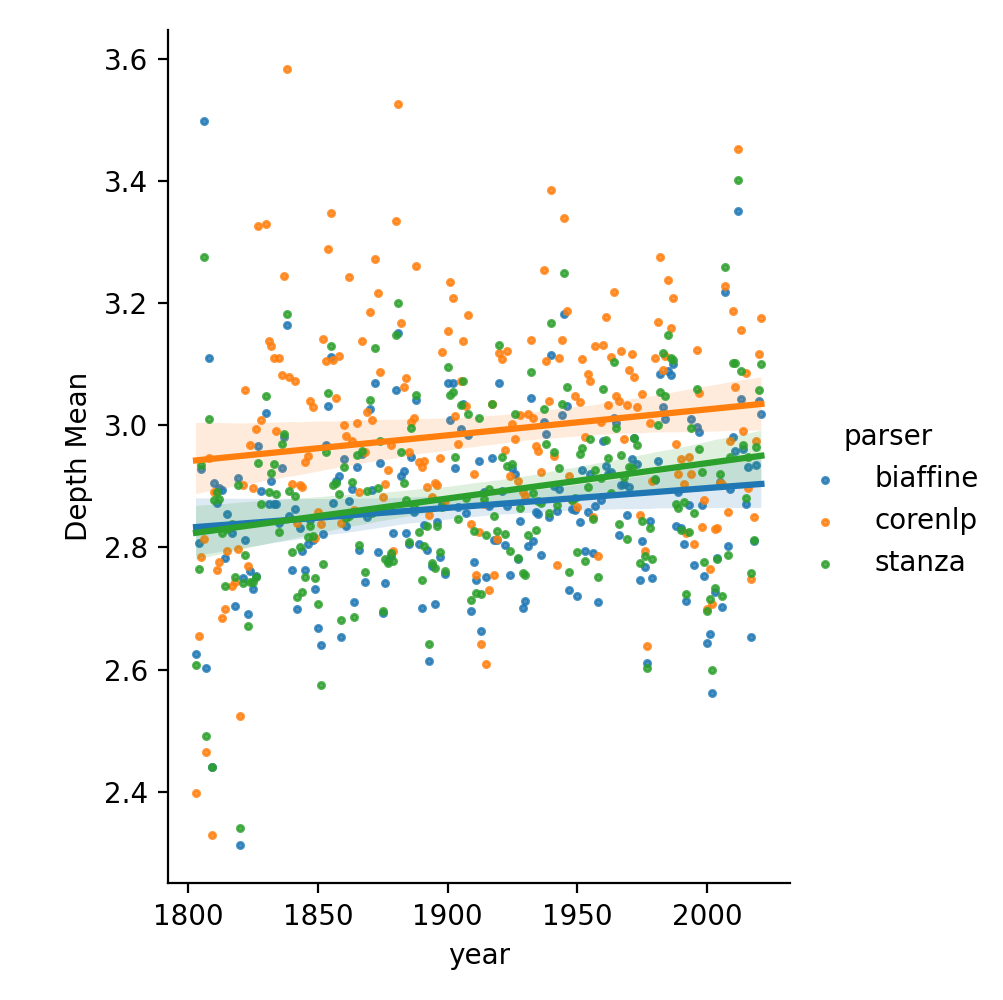 3.6
3.4
3.2
3.0
2.8
2.6
2.4
Depth Mean
1800 1850 1900 1950 2000
year
parser
biaffine
corenlp
stanza